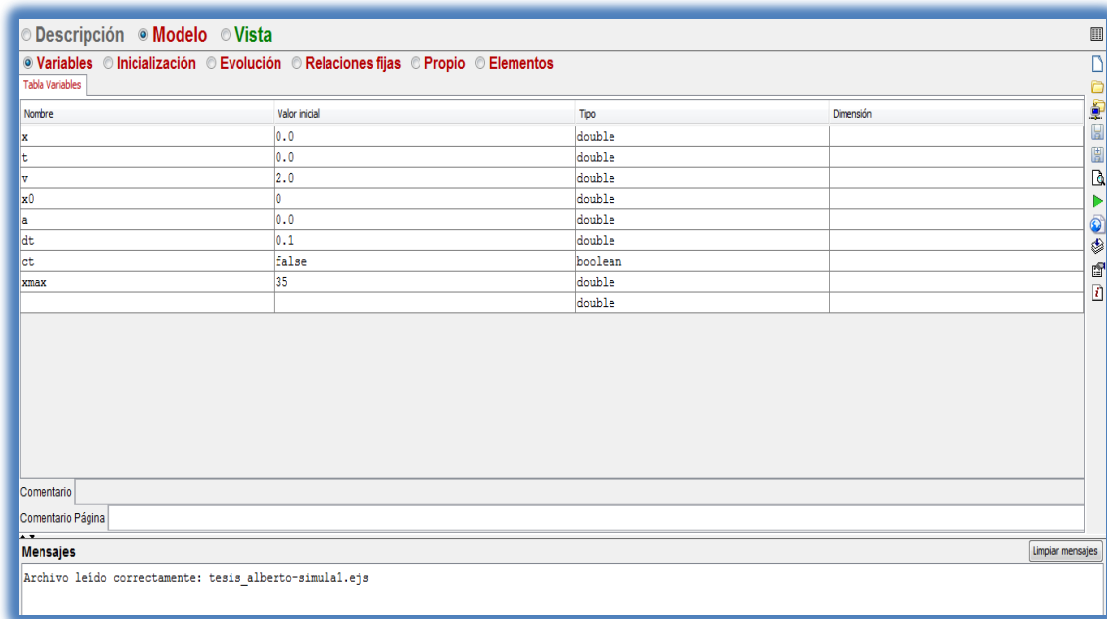 Descripción Modelo Vista
Variables Inicialización Evolución Relaciones fijas Propio Elementos
Tabla Variables
Nombre Valor inicial Tipo Dimensión
x 0.0 double
t 0.0 double
v 2.0 double
x0 0 double
a 0.0 double
dt 0.1 double
ct false boolean
xmax 35 double
double
Comentario
Comentario Página
Mensajes Limpiar mensajes
Archivo leído correctamente: tesis_alberto-simula1.ejs